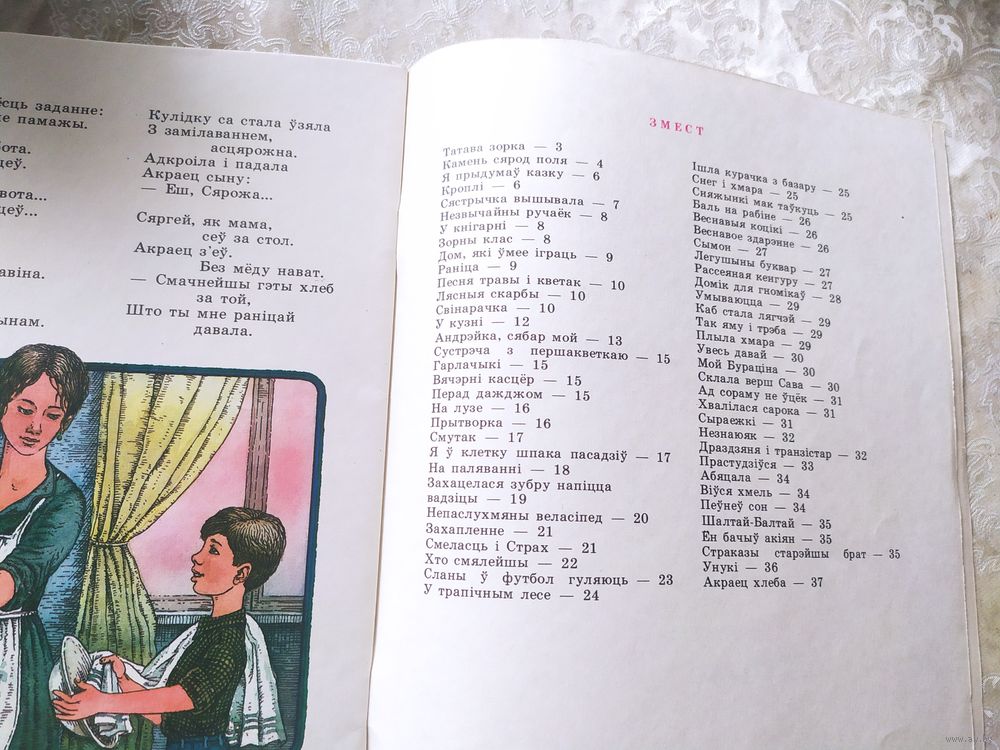 заданне:
памажы.
вота...
Кулідку са стала ўзяла
З замілаваннем,
асцярожна.
Адкроіла і падала
Акраец сыну:
— Еш, Сярожа...
Сяргей, як мама,
сеў за стол.
Акраец з’еў.
Без мёду нават.
— Смачнейшы гэты хлеб
за той,
Што ты мне раніцай
давала.
ЗМЕСТ
Татава зорка — 3
Камень сярод поля — 4
Я прыдумаў казку — 6
Кроплі — 6
Сястрычка вышывала — 7
Незвычайны ручаёк — 8
У кнігарні — 8
Зорны клас — 8
Дом, які ўмее іграць — 9
Раніца — 9
Песня травы і кветак — 10
Лясныя скарбы — 10
Свінарачка — 10
У кузні — 12
Андрэйка, сябар мой — 13
Сустрэча з першакветкаю — 15
Гарлачыкі — 15
Вячэрні касцёр — 15
Перад дажджом — 15
На лузе — 16
Прытворка — 16
Смутак — 17
Я ў клетку шпака пасадзіў — 17
На паляванні — 18
Захацелася зубру напіцца
вадзіцы — 19
Непаслухмяны веласіпед — 20
Захапленне — 21
Смеласць і Страх — 21
Хто смялейшы — 22
Сланы ў футбол гуляюць — 23
У трапічным лесе — 24
Ішла курачка з базару — 25
Снег і хмара — 25
Сняжынкі мак таўкуць — 25
Баль на рабіне — 26
Веснавыя коцікі — 26
Веснавое здарэнне — 26
Сымон — 27
Легушыны буквар — 27
Рассеяная кенгуру — 27
Домік для гномікаў — 28
Умываюцца — 29
Каб стала лягчэй — 29
Так яму і трэба — 29
Плыла хмара — 29
Увесь давай — 30
Мой Бураціна — 30
Склала верш Сава — 30
Ад сораму не ўцёк — 31
Хвалілася сарока — 31
Сыраежкі — 31
Незнаюяк — 32
Драздзяня і транзістар — 32
Прастудзіўся — 33
Абяцала — 34
Віўся хмель — 34
Пеўнеў сон — 34
Шалтай-Балтай — 35
Ён бачыў акіян — 35
Страказы старэйшы брат — 35
Унукі — 36
Акраец хлеба — 37